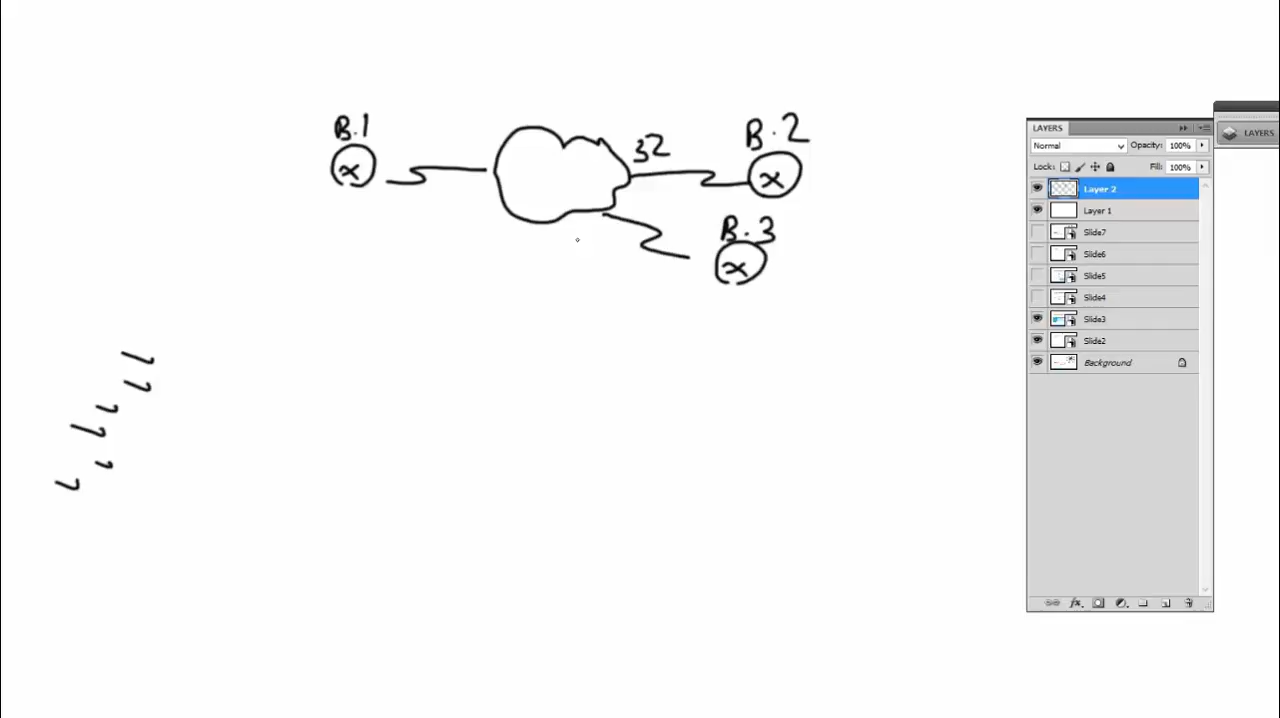 B.1
32
B.2
B.3
x
x
x
LAYERS
LAYERS
Normal
Opacity: 100%
Lock:
Fill: 100%
Layer 2
Layer 1
Slide7
Slide6
Slide5
Slide4
Slide3
Slide2
Background
fx